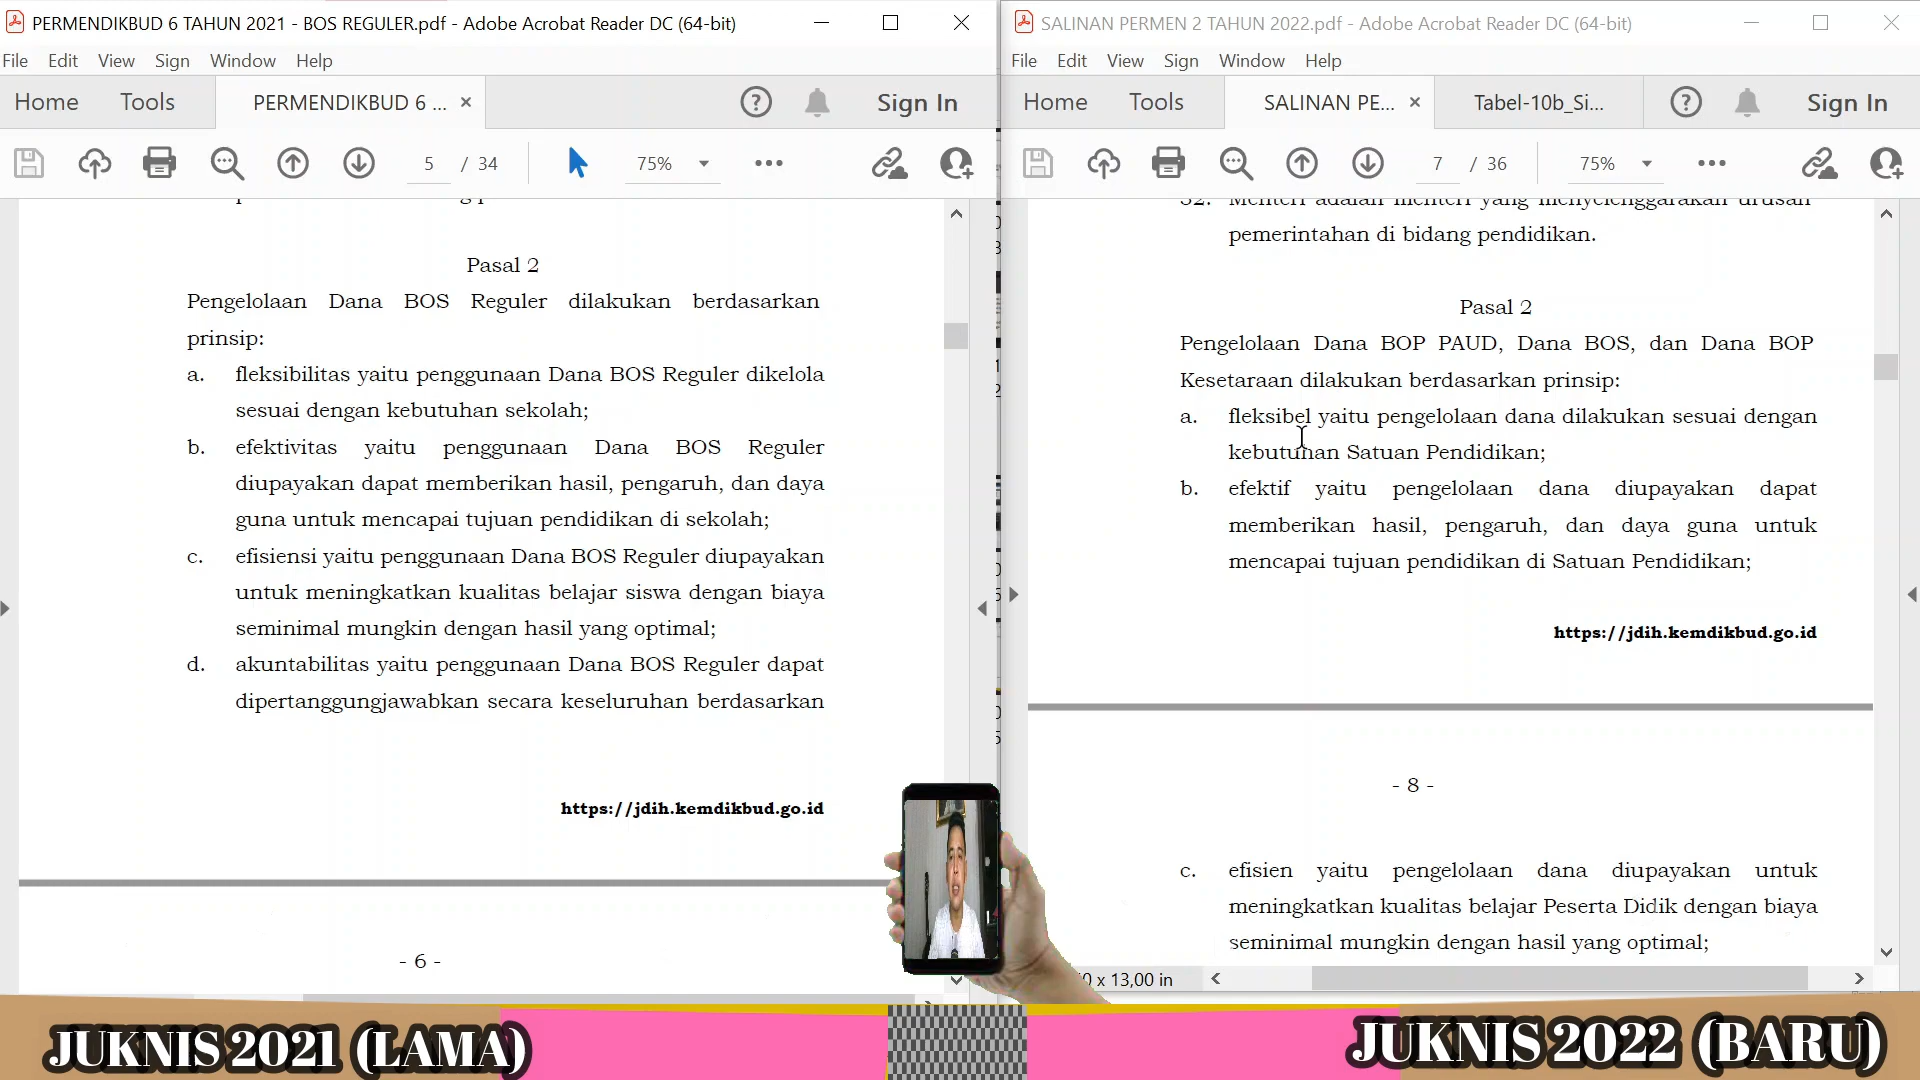 PERMENDIKBUD 6 TAHUN 2021 - BOS REGULER.pdf - Adobe Acrobat Reader DC (64-bit)
File Edit View Sign Window Help
Home Tools PERMENDIKBUD 6 ... × Sign In
5 / 34 75%
Pasal 2
Pengelolaan Dana BOS Reguler dilakukan berdasarkan
prinsip:
a. fleksibilitas yaitu penggunaan Dana BOS Reguler dikelola
sesuai dengan kebutuhan sekolah;
b. efektivitas yaitu penggunaan Dana BOS Reguler
diupayakan dapat memberikan hasil, pengaruh, dan daya
guna untuk mencapai tujuan pendidikan di sekolah;
c. efisiensi yaitu penggunaan Dana BOS Reguler diupayakan
untuk meningkatkan kualitas belajar siswa dengan biaya
seminimal mungkin dengan hasil yang optimal;
d. akuntabilitas yaitu penggunaan Dana BOS Reguler dapat
dipertanggungjawabkan secara keseluruhan berdasarkan
https://jdih.kemdikbud.go.id
- 6 -
JUKNIS 2021 (LAMA)
SALINAN PERMEN 2 TAHUN 2022.pdf - Adobe Acrobat Reader DC (64-bit)
File Edit View Sign Window Help
Home Tools SALINAN PE... × Tabel-10b_Si... Sign In
7 / 36 75%
32. Menteri adalah menteri yang menyelenggarakan urusan
pemerintahan di bidang pendidikan.
Pasal 2
Pengelolaan Dana BOP PAUD, Dana BOS, dan Dana BOP
Kesetaraan dilakukan berdasarkan prinsip:
a. fleksibel yaitu pengelolaan dana dilakukan sesuai dengan
kebutuhan Satuan Pendidikan;
b. efektif yaitu pengelolaan dana diupayakan dapat
memberikan hasil, pengaruh, dan daya guna untuk
mencapai tujuan pendidikan di Satuan Pendidikan;
https://jdih.kemdikbud.go.id
- 8 -
c. efisien yaitu pengelolaan dana diupayakan untuk
meningkatkan kualitas belajar Peserta Didik dengan biaya
seminimal mungkin dengan hasil yang optimal;
0 x 13,00 in
JUKNIS 2022 (BARU)